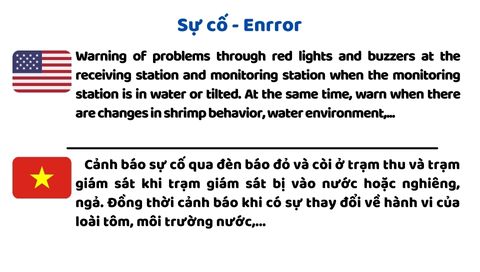 Sự cố - Enrror
Warning of problems through red lights and buzzers at the
receiving station and monitoring station when the monitoring
station is in water or tilted. At the same time, warn when there
are changes in shrimp behavior, water environment,...
Cảnh báo sự cố qua đèn báo đỏ và còi ở trạm thu và trạm
giám sát khi trạm giám sát bị vào nước hoặc nghiêng,
ngả. Đồng thời cảnh báo khi có sự thay đổi về hành vi của
loài tôm, môi trường nước,...